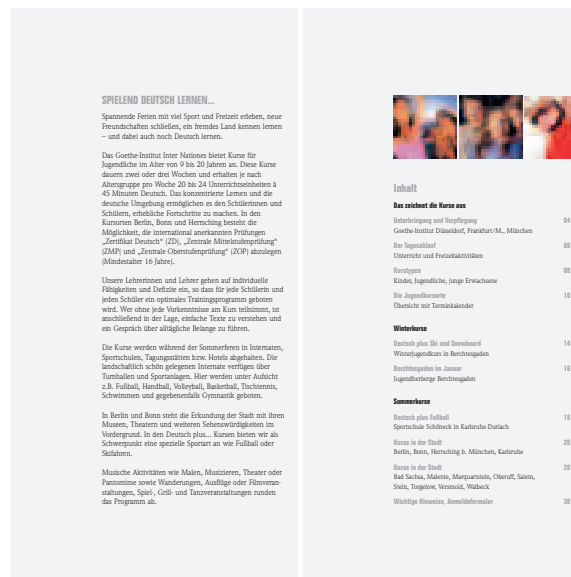 SPIELEND DEUTSCH LERNEN...
Spannende Ferien mit viel Sport und Freizeit erleben, neue
Freundschaften schließen, ein fremdes Land kennen lernen
– und dabei auch noch Deutsch lernen.
Das Goethe-Institut Inter Nationes bietet Kurse für
Jugendliche im Alter von 9 bis 20 Jahren an. Diese Kurse
dauern zwei oder drei Wochen und erhalten je nach
Altersgruppe pro Woche 20 bis 24 Unterrichtseinheiten à
45 Minuten Deutsch. Das konzentrierte Lernen und die
deutsche Umgebung ermöglichen es den Schülerinnen und
Schülern, erhebliche Fortschritte zu machen. In den
Kursorten Berlin, Bonn und Herrsching besteht die
Möglichkeit, die international anerkannten Prüfungen
„Zertifikat Deutsch“ (ZD), „Zentrale Mittelstufenprüfung“
(ZMP( und „Zentrale Oberstufenprüfung“ (ZOP) abzulegen
(Mindestalter 16 Jahre).
Unsere Lehrerinnen und Lehrer gehen auf individuelle
Fähigkeiten und Defizite ein, so dass für jede Schülerin und
jeden Schüler ein optimales Trainingsprogramm geboten
wird. Wer ohne jede Vorkenntnisse am Kurs teilnimmt, ist
anschließend in der Lage, einfache Texte zu verstehen und
ein Gespräch über alltägliche Belange zu führen.
Die Kurse werden während der Sommerferien in Internaten,
Sportschulen, Tagungsstätten bzw. Hotels abgehalten. Die
landschaftlich schön gelegenen Internate verfügen über
Turnhallen und Sportanlagen. Hier werden unter Aufsicht
z.B. Fußball, Handball, Volleyball, Basketball, Tischtennis,
Schwimmen und gegebenenfalls Gymnastik geboten.
In Berlin und Bonn steht die Erkundung der Stadt mit ihren
Museen, Theatern und weiteren Sehenswürdigkeiten im
Vordergrund. In den Deutsch plus... Kursen bieten wir als
Schwerpunkt eine spezielle Sportart an wie Fußball oder
Skifahren.
Musische Aktivitäten wie Malen, Musizieren, Theater oder
Pantomime sowie Wanderungen, Ausflüge oder Filmveran-
staltungen, Spiel-, Grill- und Tanzveranstaltungen runden
das Programm ab.
Inhalt
Das zeichnet die Kurse aus
Unterbringung und Verpflegung 04
Goethe-Institut Düsseldorf, Frankfurt/M., München
Der Tagesablauf 06
Unterricht und Freizeitaktivitäten
Kurstypen 08
Kinder, Jugendliche, junge Erwachsene
Die Jugendkursorte 10
Übersicht mit Terminkalender
Winterkurse
Deutsch plus Ski und Snowboard 14
Winterjugendkurs in Berchtesgaden
Berchtesgaden im Januar 16
Jugendherberge Berchtesgaden
Sommerkurse
Deutsch plus Fußball 18
Sportschule Schöneck in Karlsruhe-Durlach
Kurse in der Stadt 20
Berlin, Bonn, Herrsching b. München, Karlsruhe
Kurse in der Stadt 20
Bad Sachsa, Maiente, Marquartstein, Oberuff, Salem,
Stein, Torgelow, Versmold, Walbeck
Wichtige Hinweise, Anmeldeformular 30